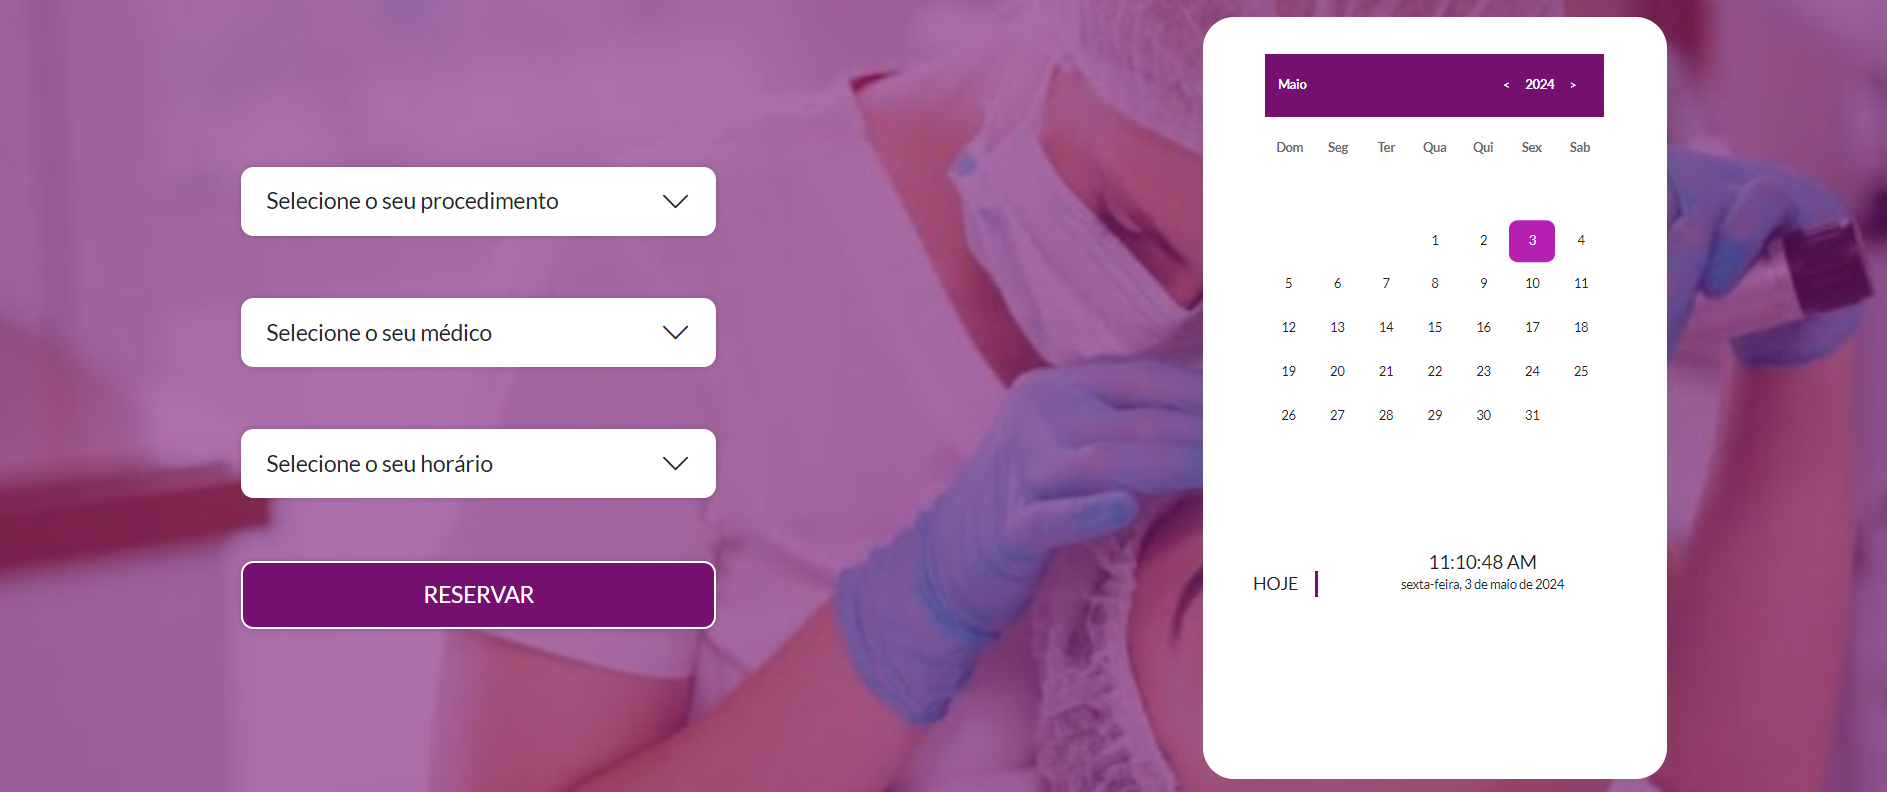 Selecione o seu procedimento
Selecione o seu médico
Selecione o seu horário
RESERVAR
Maio < 2024 >
Dom Seg Ter Qua Qui Sex Sab
1 2 3 4
5 6 7 8 9 10 11
12 13 14 15 16 17 18
19 20 21 22 23 24 25
26 27 28 29 30 31
HOJE
11:10:48 AM
sexta-feira, 3 de maio de 2024